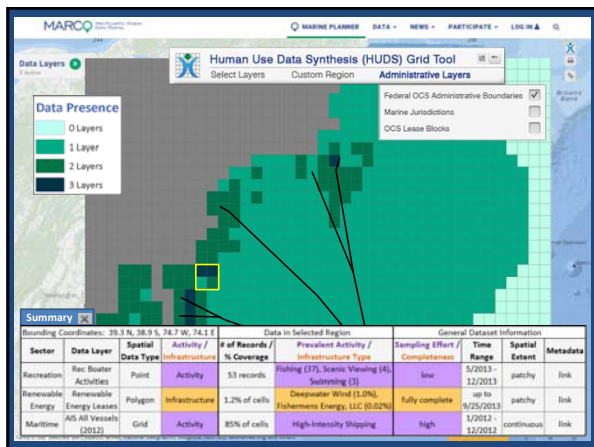 MARCO
MARINE PLANNER DATA NEWS PARTICIPATE LOG IN
Human Use Data Synthesis (HUDS) Grid Tool
Select Layers Custom Region Administrative Layers
Data Layers
Federal OCS Administrative Boundaries
Marine Jurisdictions
OCS Lease Blocks
Data Presence
0 Layers
1 Layer
2 Layers
3 Layers
Summary
Bounding Coordinates: 39.3 N, 38.9 S, 74.7 W, 74.1 E Data in Selected Region General Dataset Information
Sector Data Layer Spatial Data Type Activity / Infrastructure # of Records / % Coverage Prevalent Activity / Infrastructure Type Sampling Effort / Completeness Time Range Spatial Extent Metadata
Recreation Rec Boater Activities Point Activity 53 records Fishing (37), Scenic Viewing (4), Swimming (3) low 5/2013 - 12/2013 patchy link
Renewable Energy Renewable Energy Leases Polygon Infrastructure 1.2% of cells Deepwater Wind (1.0%), Fishermens Energy, LLC (0.02%) fully complete up to 9/25/2013 patchy link
Maritime AIS All Vessels (2012) Grid Activity 85% of cells High-Intensity Shipping high 1/2012 - 12/2012 continuous link